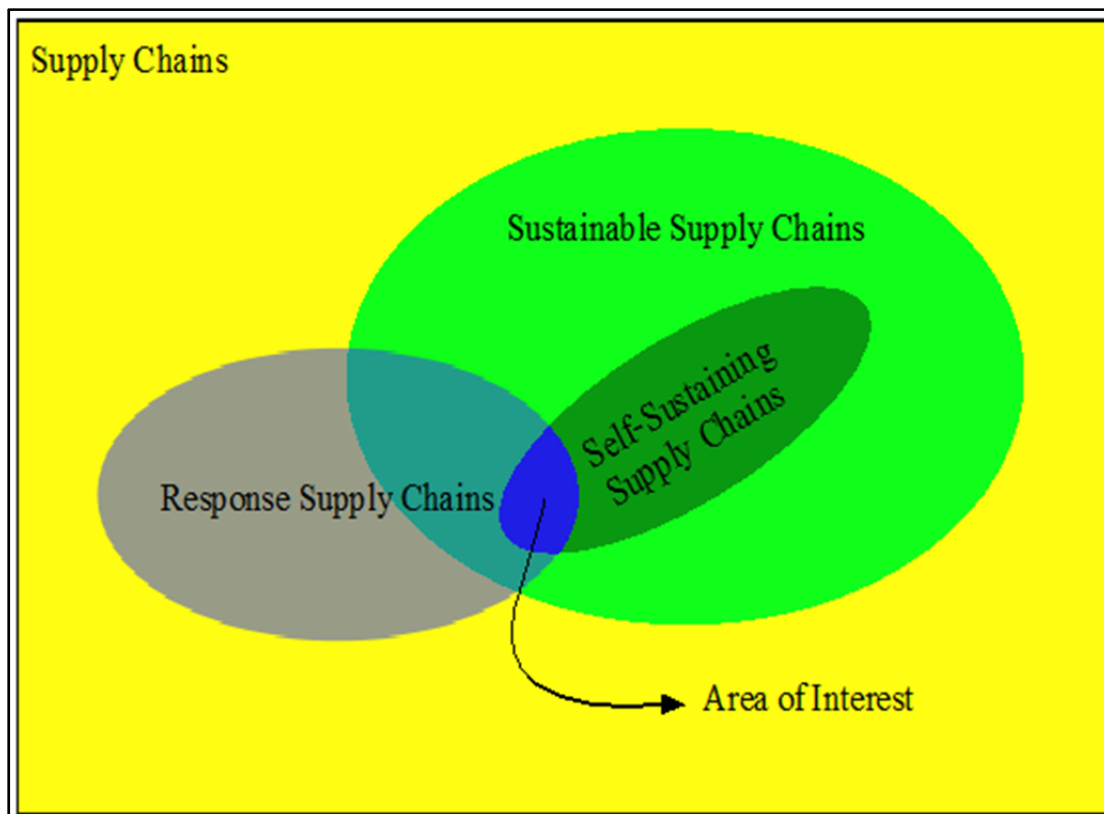 Supply Chains
Sustainable Supply Chains
Self-Sustaining
Supply Chains
Response Supply Chains
Area of Interest